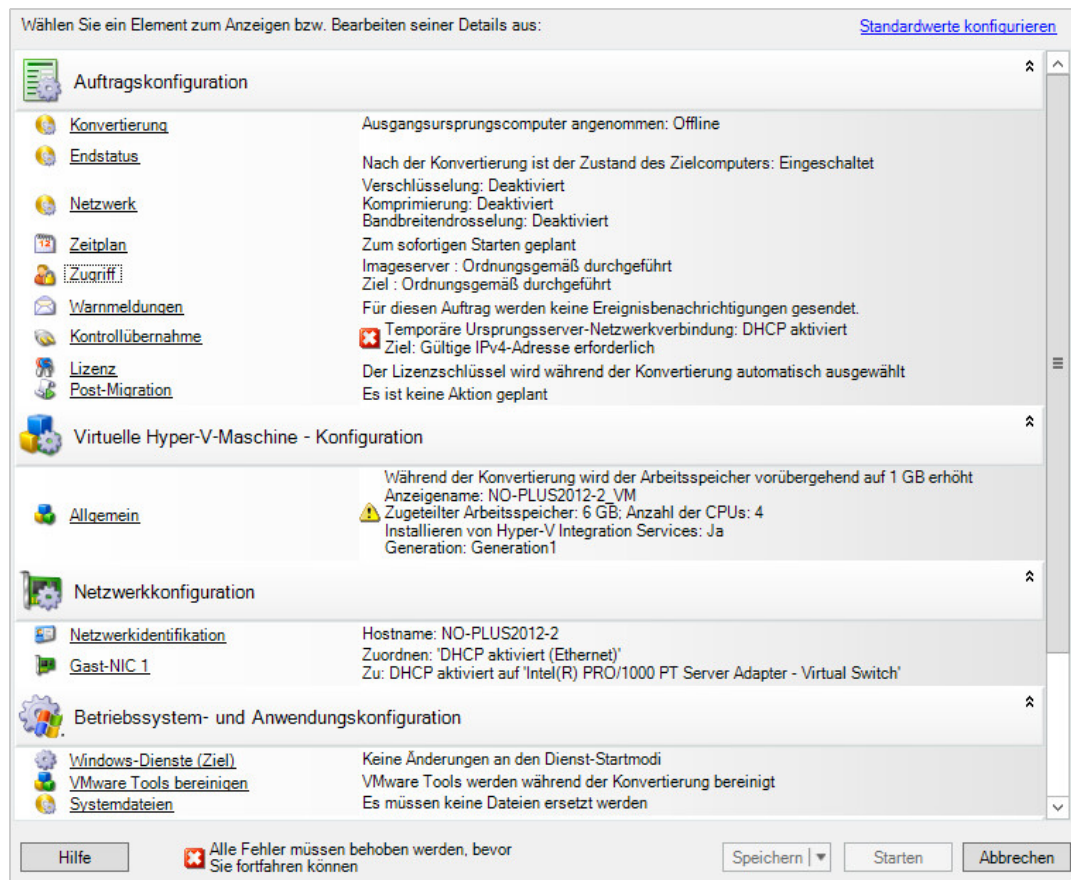 Wählen Sie ein Element zum Anzeigen bzw. Bearbeiten seiner Details aus:
Standardwerte konfigurieren
Auftragskonfiguration
Konvertierung
Ausgangsursprungscomputer angenommen: Offline
Endstatus
Nach der Konvertierung ist der Zustand des Zielcomputers: Eingeschaltet
Netzwerk
Verschlüsselung: Deaktiviert
Komprimierung: Deaktiviert
Bandbreitendrosselung: Deaktiviert
12
Zeitplan
Zum sofortigen Starten geplant
Zugriff
Imageserver : Ordnungsgemäß durchgeführt
Ziel : Ordnungsgemäß durchgeführt
Warnmeldungen
Für diesen Auftrag werden keine Ereignisbenachrichtigungen gesendet.
Kontrollübernahme
Temporäre Ursprungsserver-Netzwerkverbindung: DHCP aktiviert
Ziel: Gültige IPv4-Adresse erforderlich
Lizenz
Der Lizenzschlüssel wird während der Konvertierung automatisch ausgewählt
Post-Migration
Es ist keine Aktion geplant
Virtuelle Hyper-V-Maschine - Konfiguration
Allgemein
Während der Konvertierung wird der Arbeitsspeicher vorübergehend auf 1 GB erhöht
Anzeigename: NO-PLUS2012-2_VM
Zugeteilter Arbeitsspeicher: 6 GB; Anzahl der CPUs: 4
Installieren von Hyper-V Integration Services: Ja
Generation: Generation1
Netzwerkkonfiguration
Netzwerkidentifikation
Hostname: NO-PLUS2012-2
Gast-NIC 1
Zuordnen: 'DHCP aktiviert (Ethernet)'
Zu: DHCP aktiviert auf 'Intel(R) PRO/1000 PT Server Adapter - Virtual Switch'
Betriebssystem- und Anwendungskonfiguration
Windows-Dienste (Ziel)
Keine Änderungen an den Dienst-Startmodi
VMware Tools bereinigen
VMware Tools werden während der Konvertierung bereinigt
Systemdateien
Es müssen keine Dateien ersetzt werden
Hilfe
Alle Fehler müssen behoben werden, bevor
Sie fortfahren können
Speichern
Starten
Abbrechen